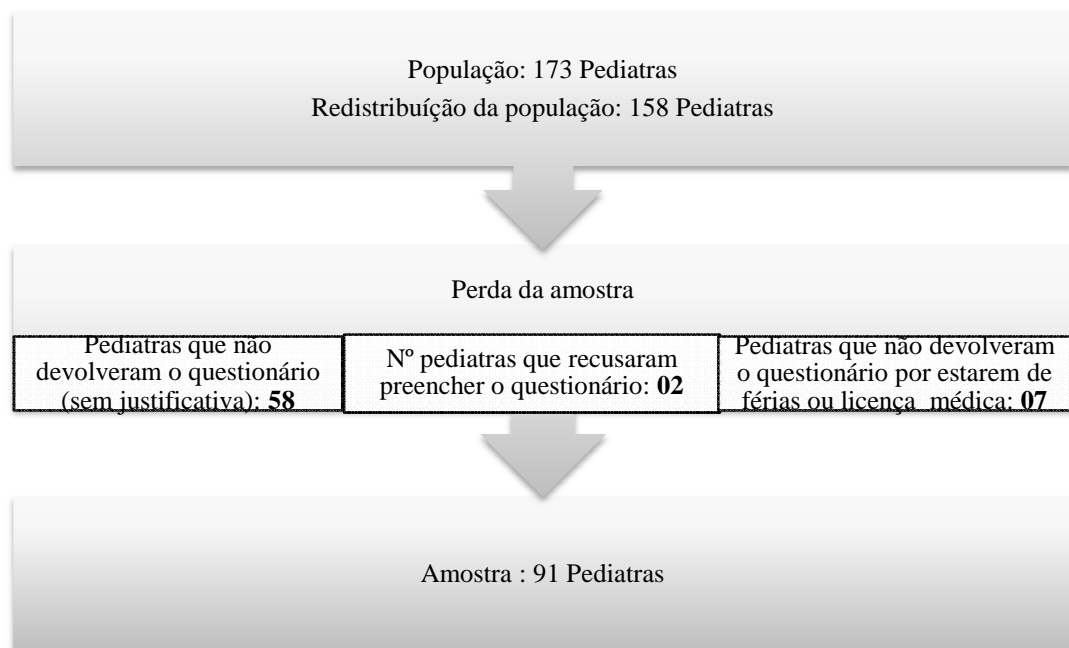 População: 173 Pediatras
Redistribuíção da população: 158 Pediatras
Perda da amostra
Pediatras que não
devolveram o questionário
(sem justificativa): 58
Nº pediatras que recusaram
preencher o questionário: 02
Pediatras que não devolveram
o questionário por estarem de
férias ou licença médica: 07
Amostra : 91 Pediatras